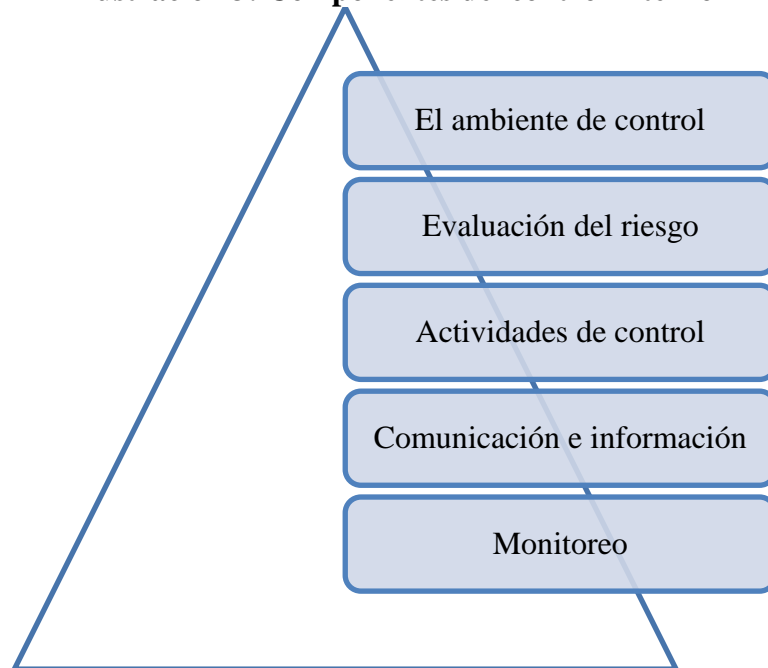 El ambiente de control
Evaluación del riesgo
Actividades de control
Comunicación e información
Monitoreo